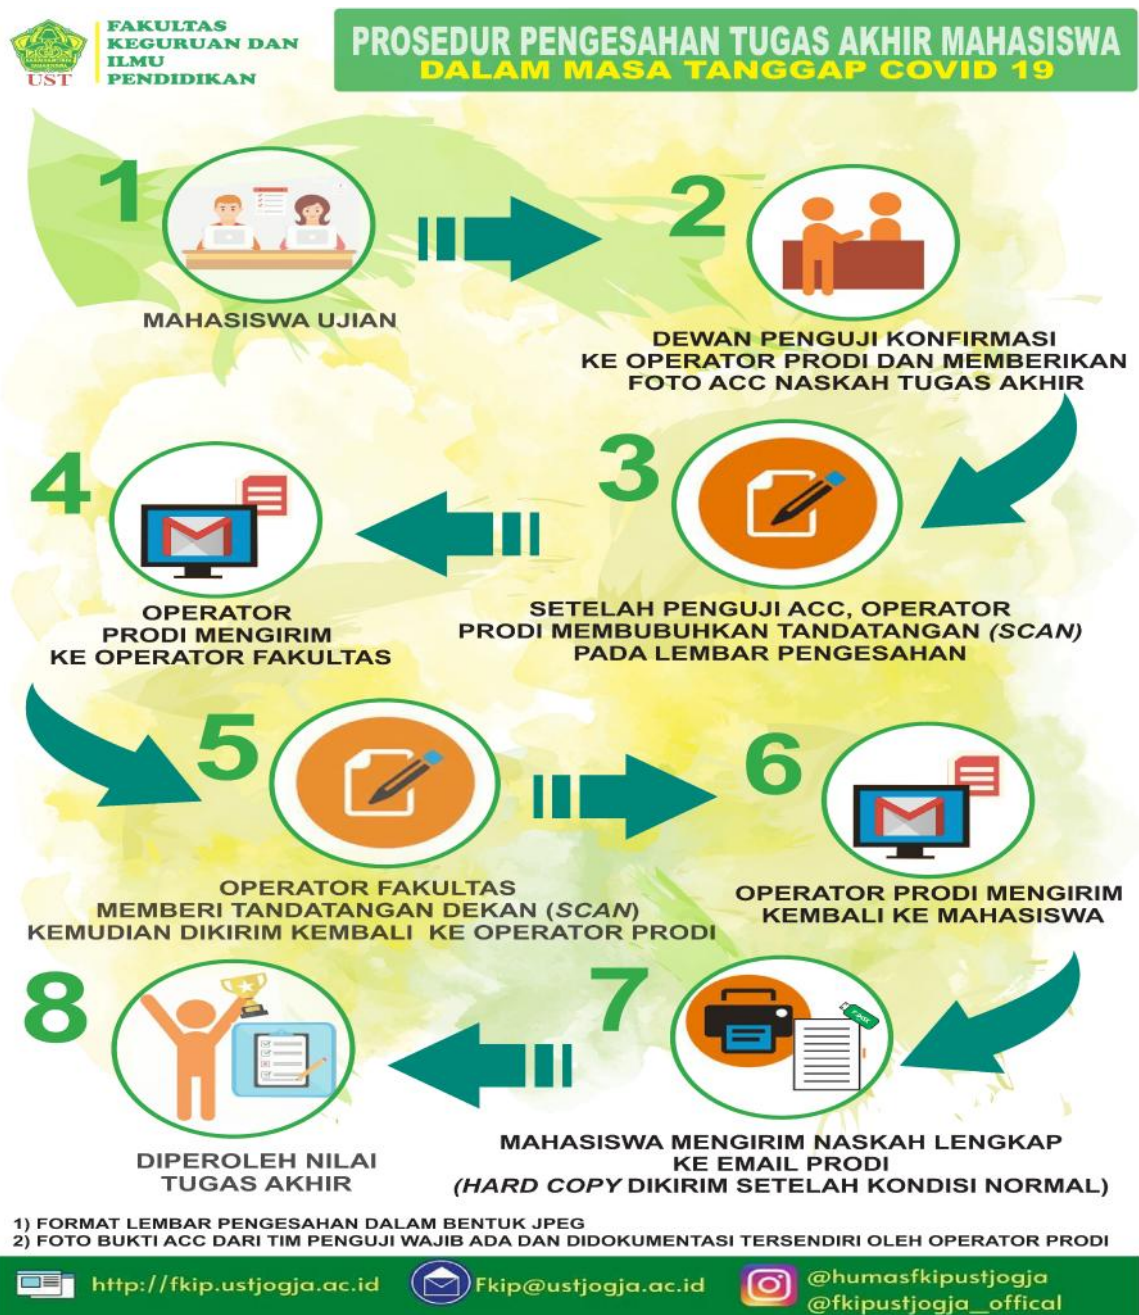 UST
FAKULTAS
KEGURUAN DAN
ILMU
PENDIDIKAN
PROSEDUR PENGESAHAN TUGAS AKHIR MAHASISWA
DALAM MASA TANGGAP COVID 19
1
MAHASISWA UJIAN
2
DEWAN PENGUJI KONFIRMASI
KE OPERATOR PRODI DAN MEMBERIKAN
FOTO ACC NASKAH TUGAS AKHIR
3
SETELAH PENGUJI ACC, OPERATOR
PRODI MEMBUBUHKAN TANDATANGAN (SCAN)
PADA LEMBAR PENGESAHAN
4
OPERATOR
PRODI MENGIRIM
KE OPERATOR FAKULTAS
5
OPERATOR FAKULTAS
MEMBERI TANDATANGAN DEKAN (SCAN)
KEMUDIAN DIKIRIM KEMBALI KE OPERATOR PRODI
6
OPERATOR PRODI MENGIRIM
KEMBALI KE MAHASISWA
7
MAHASISWA MENGIRIM NASKAH LENGKAP
KE EMAIL PRODI
(HARD COPY DIKIRIM SETELAH KONDISI NORMAL)
8
DIPEROLEH NILAI
TUGAS AKHIR
1) FORMAT LEMBAR PENGESAHAN DALAM BENTUK JPEG
2) FOTO BUKTI ACC DARI TIM PENGUJI WAJIB ADA DAN DIDOKUMENTASI TERSENDIRI OLEH OPERATOR PRODI
http://fkip.ustjogja.ac.id
Fkip@ustjogja.ac.id
@humasfkipustjogja
@fkipustjogja_offical